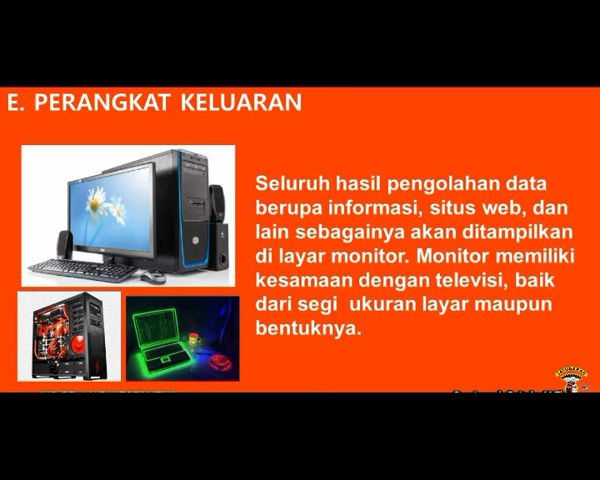 E. PERANGKAT KELUARAN
Seluruh hasil pengolahan data
berupa informasi, situs web, dan
lain sebagainya akan ditampilkan
di layar monitor. Monitor memiliki
kesamaan dengan televisi, baik
dari segi ukuran layar maupun
bentuknya.